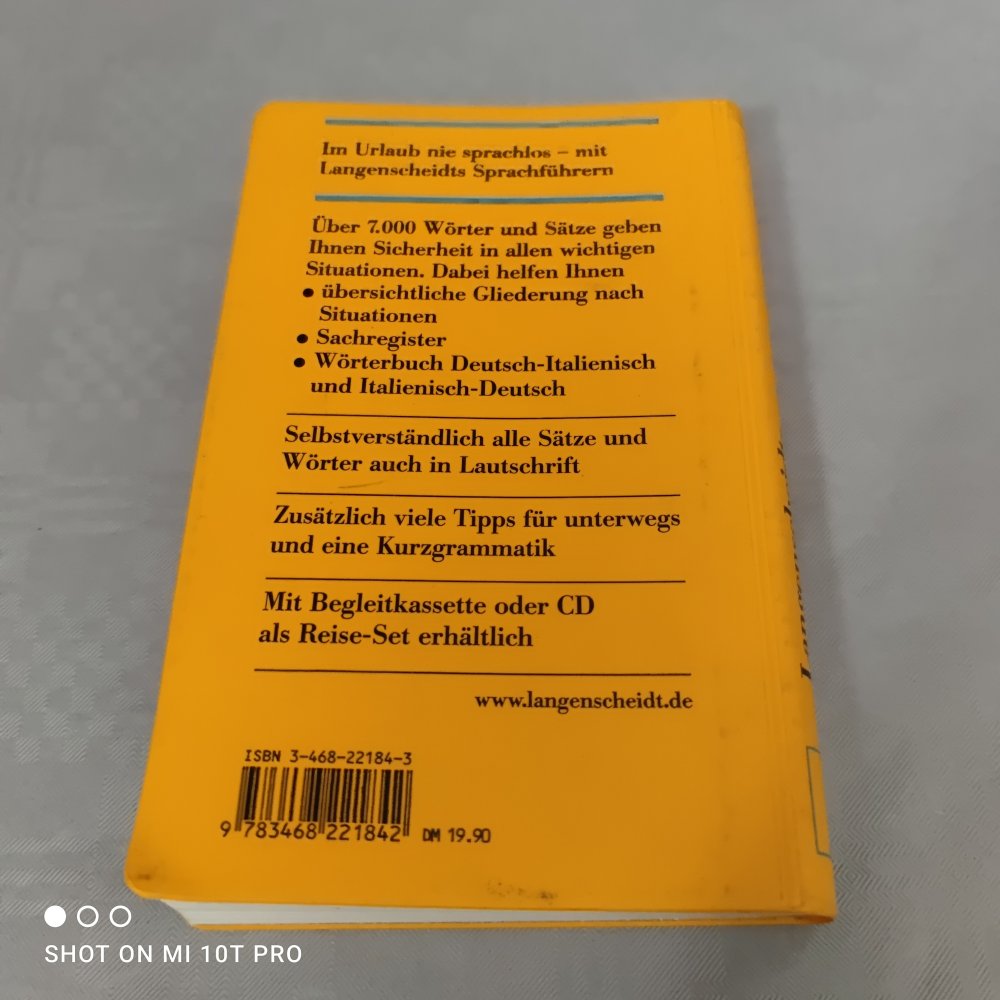 Im Urlaub nie sprachlos – mit
Langenscheidts Sprachführern
Über 7.000 Wörter und Sätze geben
Ihnen Sicherheit in allen wichtigen
Situationen. Dabei helfen Ihnen
● übersichtliche Gliederung nach
Situationen
● Sachregister
● Wörterbuch Deutsch-Italienisch
und Italienisch-Deutsch
Selbstverständlich alle Sätze und
Wörter auch in Lautschrift
Zusätzlich viele Tipps für unterwegs
und eine Kurzgrammatik
Mit Begleitkassette oder CD
als Reise-Set erhältlich
www.langenscheidt.de
ISBN 3-468-22184-3
9 783468 221842 DM 19.90
SHOT ON MI 10T PRO